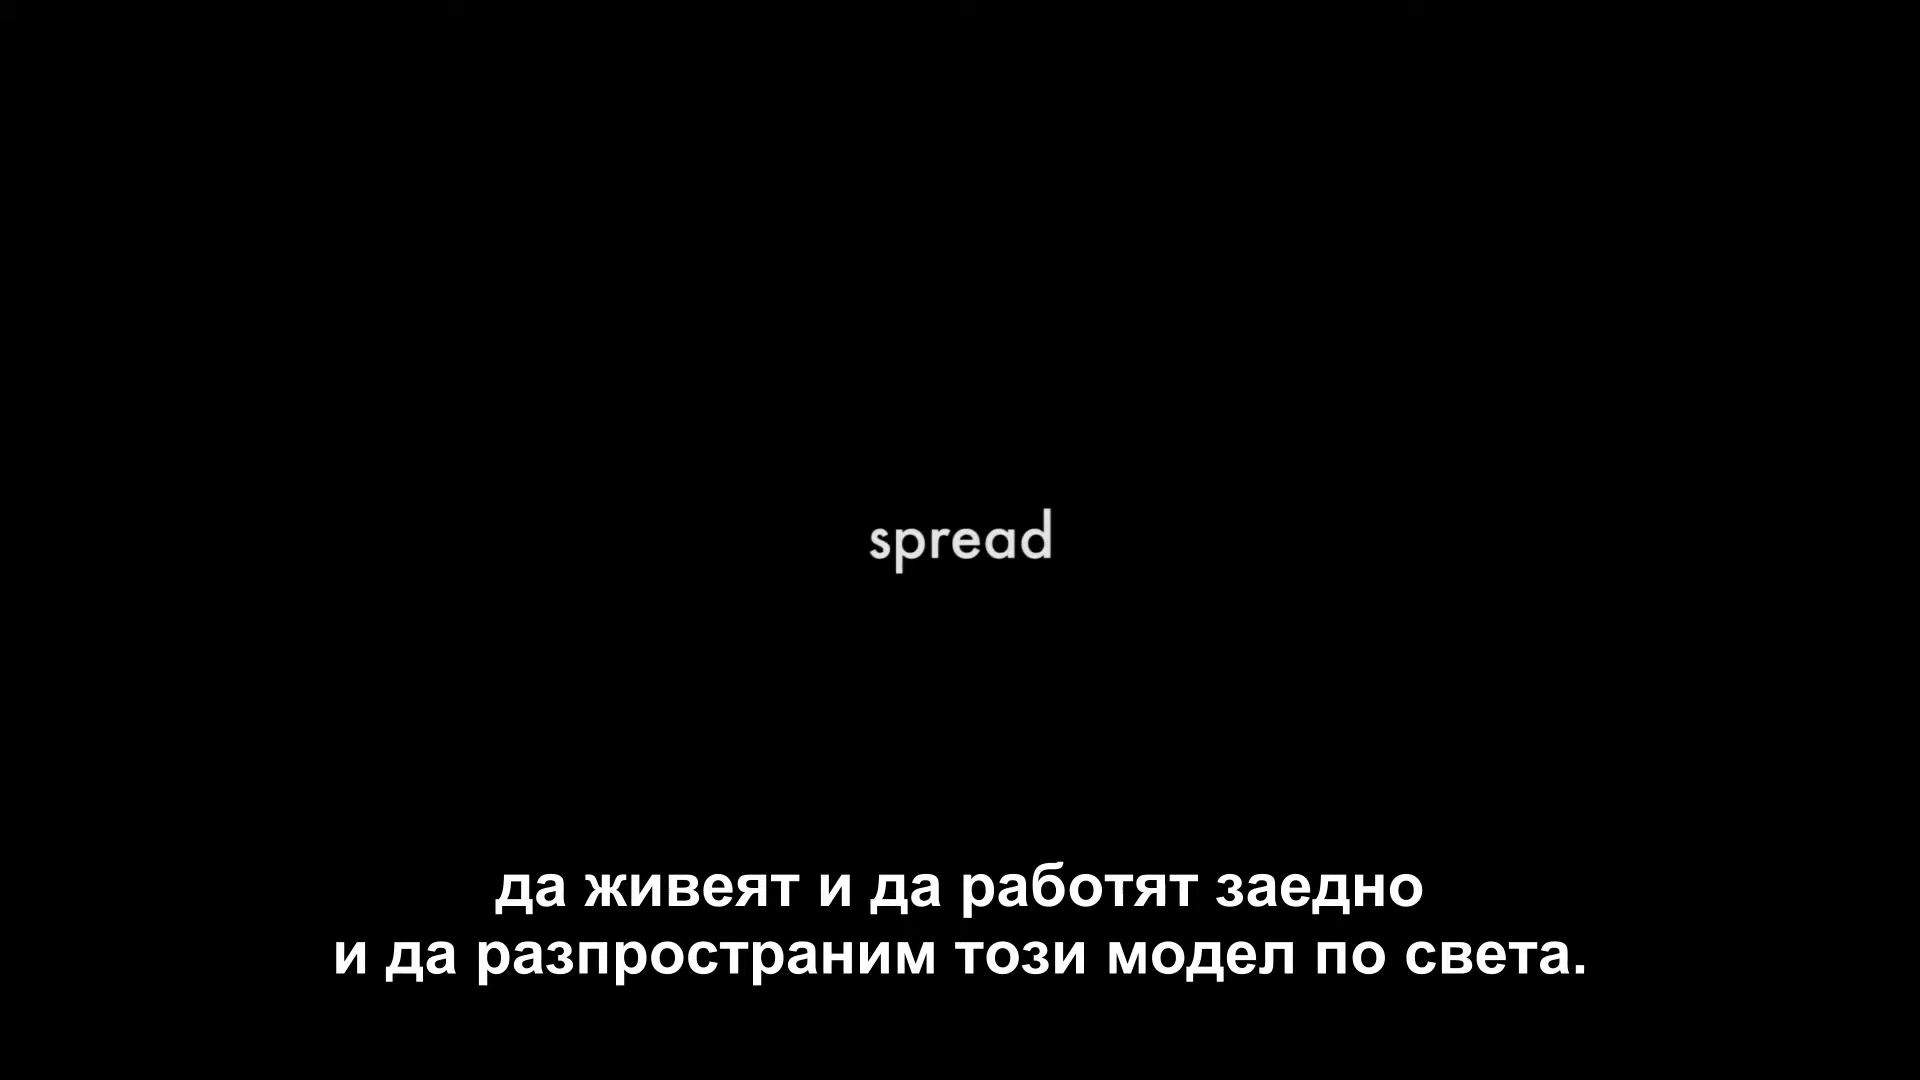 spread
да живеят и да работят заедно
и да разпространим този модел по света.